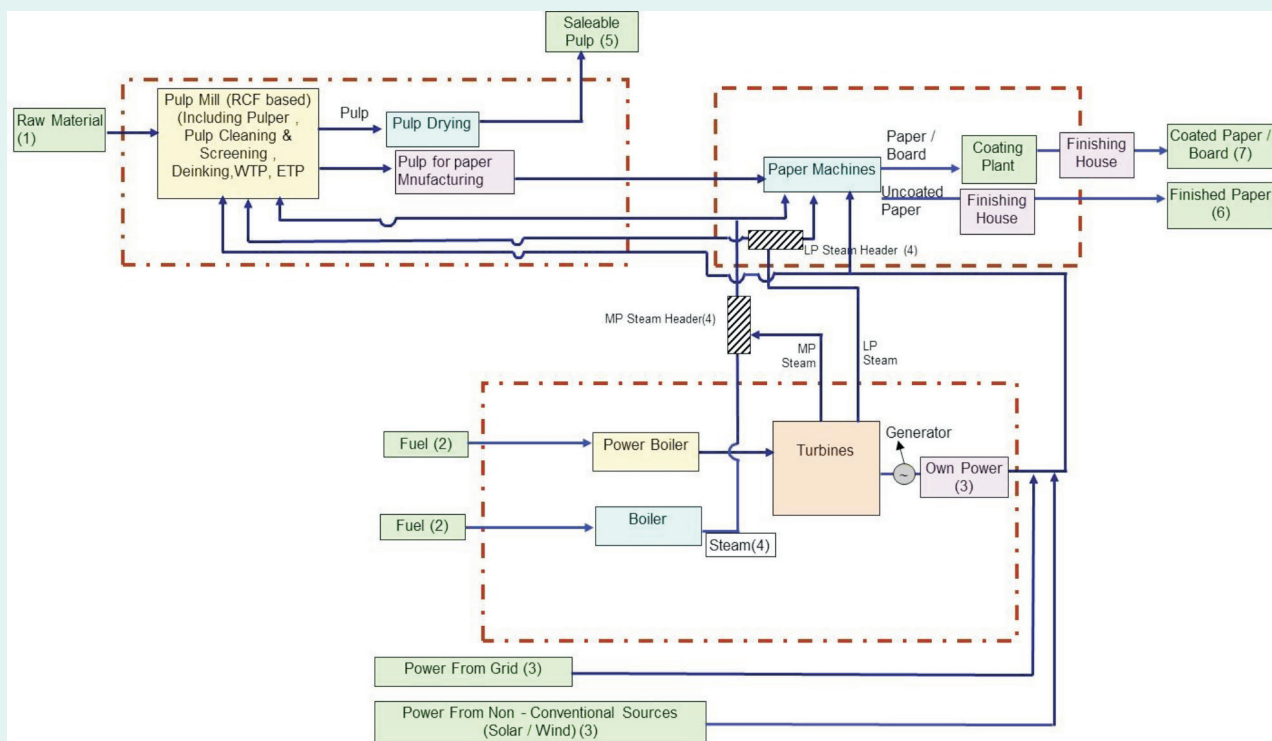 Saleable
Pulp (5)
Raw Material
(1)
Pulp Mill (RCF based)
(Including Pulper ,
Pulp Cleaning &
Screening ,
Deinking,WTP, ETP
Pulp
Pulp Drying
Pulp for paper
Mnufacturing
Paper Machines
Paper /
Board
Uncoated
Paper
Coating
Plant
Finishing
House
Finishing
House
Coated Paper /
Board (7)
Finished Paper
(6)
LP Steam Header (4)
MP Steam Header(4)
MP
Steam
LP
Steam
Fuel (2)
Power Boiler
Turbines
Generator
~
Own Power
(3)
Fuel (2)
Boiler
Steam(4)
Power From Grid (3)
Power From Non - Conventional Sources
(Solar / Wind) (3)